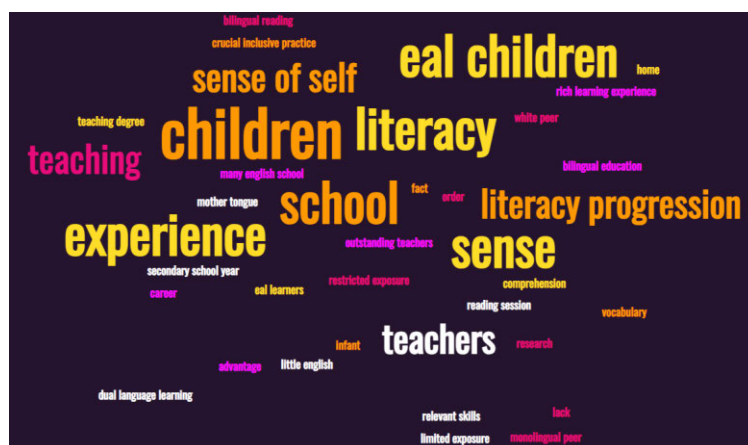 bilingual reading
crucial inclusive practice
eal children
sense of self
home
rich learning experience
teaching degree
children
literacy
white peer
teaching
many english school
bilingual education
mother tongue
school
fact
order
literacy progression
experience
outstanding teachers
sense
secondary school year
career
eal learners
restricted exposure
comprehension
reading session
vocabulary
teachers
infant
research
advantage
little english
dual language learning
relevant skills
lack
limited exposure
monolingual peer